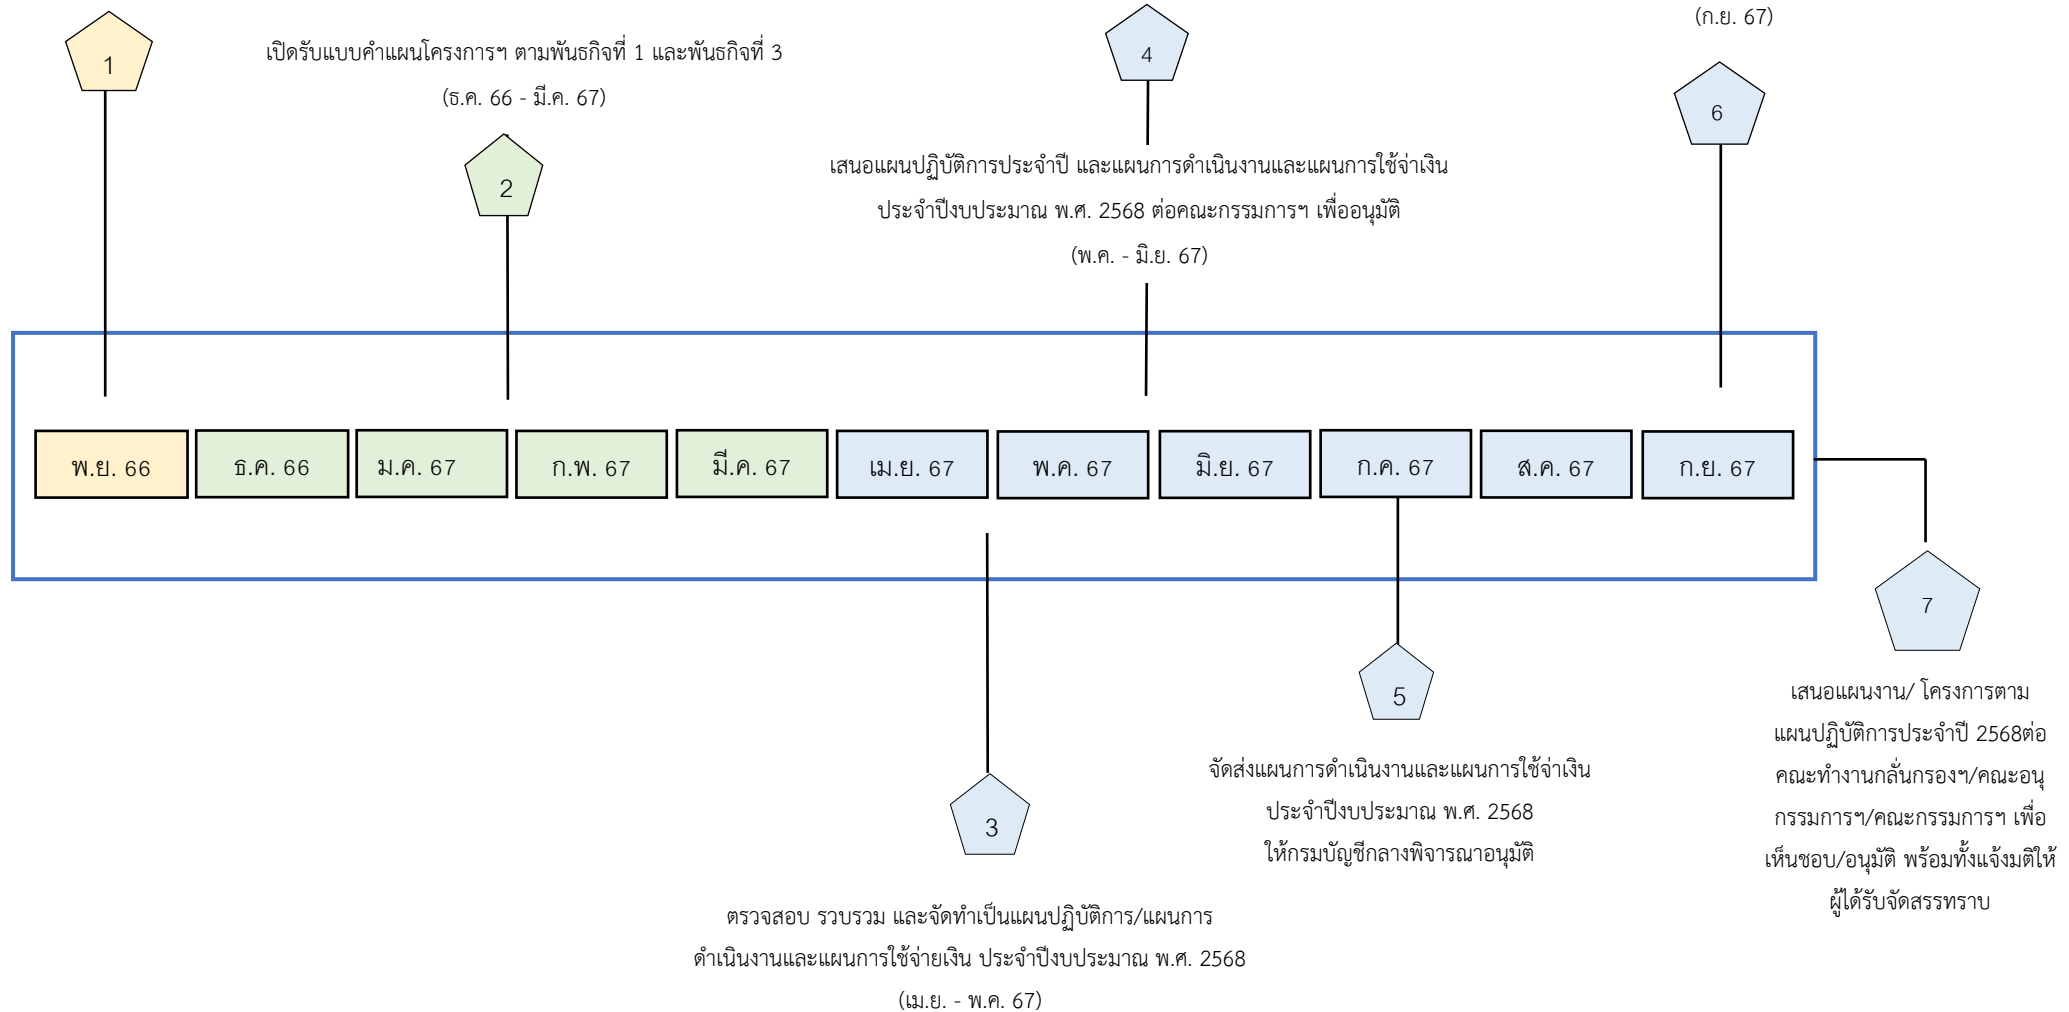 (ก.ย. 67)
1
เปิดรับแบบคำแผนโครงการฯ ตามพันธกิจที่ 1 และพันธกิจที่ 3
(ธ.ค. 66 - มี.ค. 67)
2
4
เสนอแผนปฏิบัติการประจำปี และแผนการดำเนินงานและแผนการใช้จ่าเงิน
ประจำปีงบประมาณ พ.ศ. 2568 ต่อคณะกรรมการฯ เพื่ออนุมัติ
(พ.ค. - มิ.ย. 67)
6
พ.ย. 66
ธ.ค. 66
ม.ค. 67
ก.พ. 67
มี.ค. 67
เม.ย. 67
พ.ค. 67
มิ.ย. 67
ก.ค. 67
ส.ค. 67
ก.ย. 67
3
ตรวจสอบ รวบรวม และจัดทำเป็นแผนปฏิบัติการ/แผนการ
ดำเนินงานและแผนการใช้จ่ายเงิน ประจำปีงบประมาณ พ.ศ. 2568
(เม.ย. - พ.ค. 67)
5
จัดส่งแผนการดำเนินงานและแผนการใช้จ่าเงิน
ประจำปีงบประมาณ พ.ศ. 2568
ให้กรมบัญชีกลางพิจารณาอนุมัติ
7
เสนอแผนงาน/ โครงการตาม
แผนปฏิบัติการประจำปี 2568ต่อ
คณะทำงานกลั่นกรองฯ/คณะอนุ
กรรมการฯ/คณะกรรมการฯ เพื่อ
เห็นชอบ/อนุมัติ พร้อมทั้งแจ้งมติให้
ผู้ได้รับจัดสรรทราบ